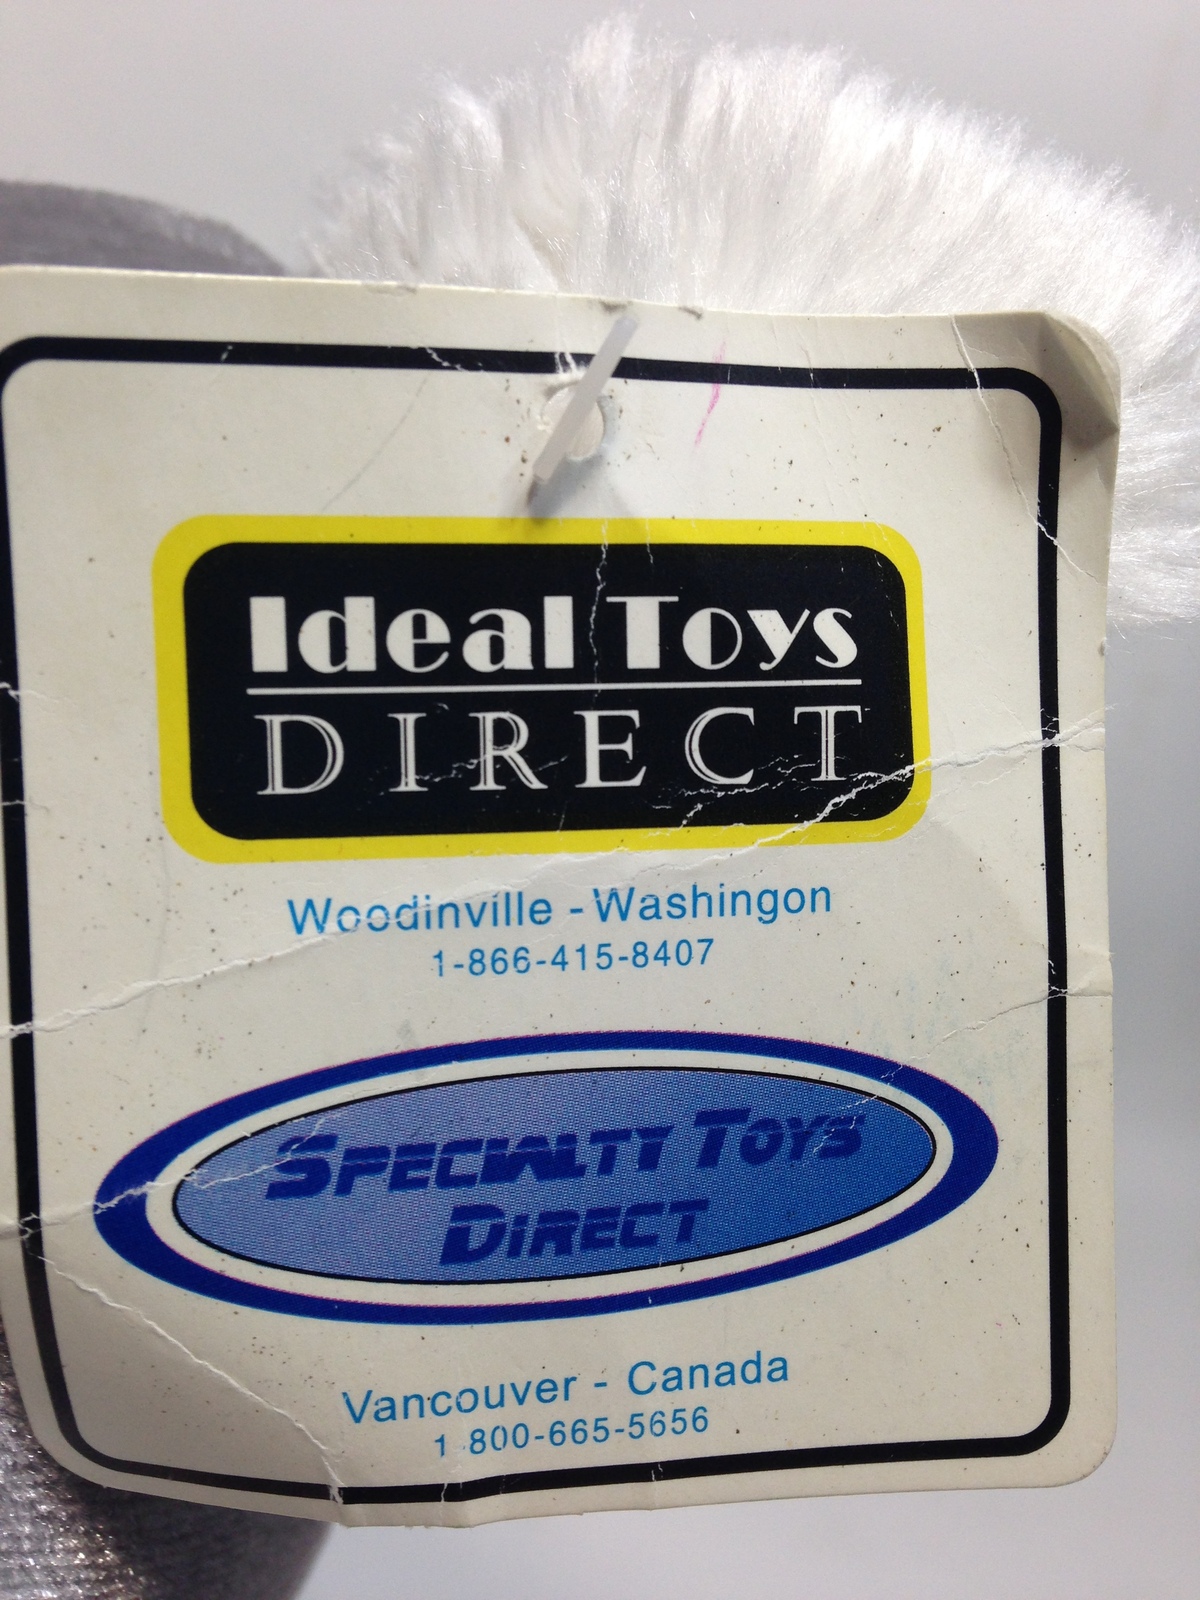 Ideal Toys
DIRECT
Woodinville - Washingon
1-866-415-8407
SPECIALTY TOYS
DIRECT
Vancouver - Canada
1 800-665-5656